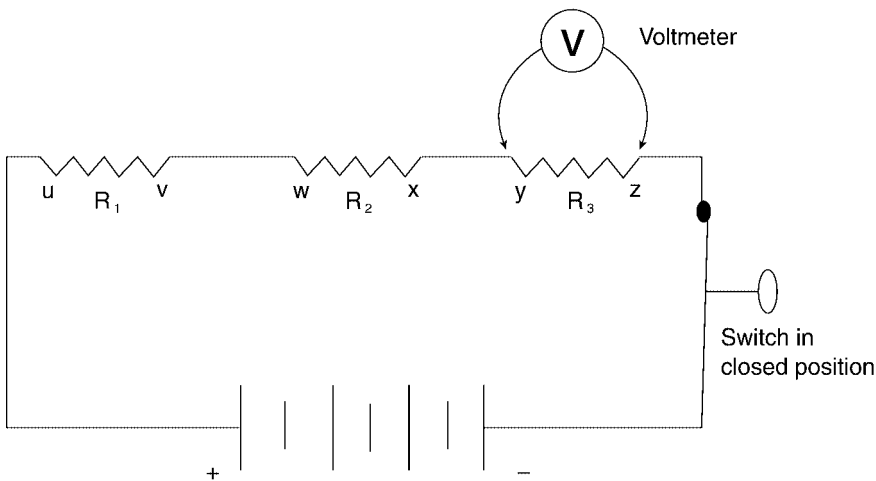 V
Voltmeter
u
v
w
x
y
z
R1
R2
R3
Switch in
closed position
+
–